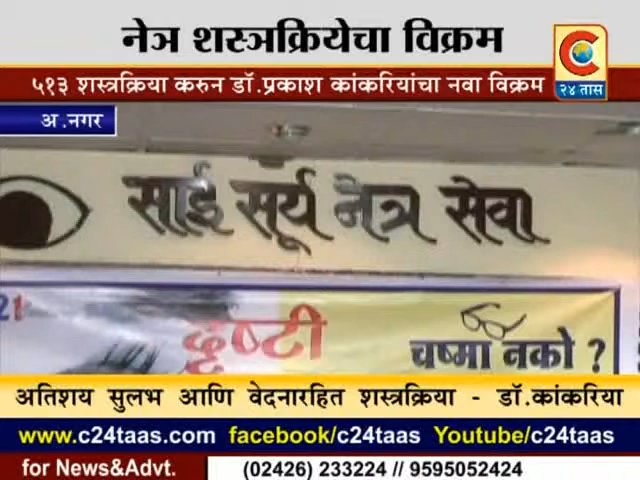 नेत्र शस्त्रक्रियेचा विक्रम
५१३ शस्त्रक्रिया करुन डॉ.प्रकाश कांकरियांचा नवा विक्रम
C
२४ तास
अ.नगर
साई सूर्य नेत्र सेवा
दृष्टी
चष्मा नको ?
अतिशय सुलभ आणि वेदनारहित शस्त्रक्रिया - डॉ.कांकरिया
www.c24taas.com facebook/c24taas Youtube/c24taas
for News&Advt. (02426) 233224 // 9595052424